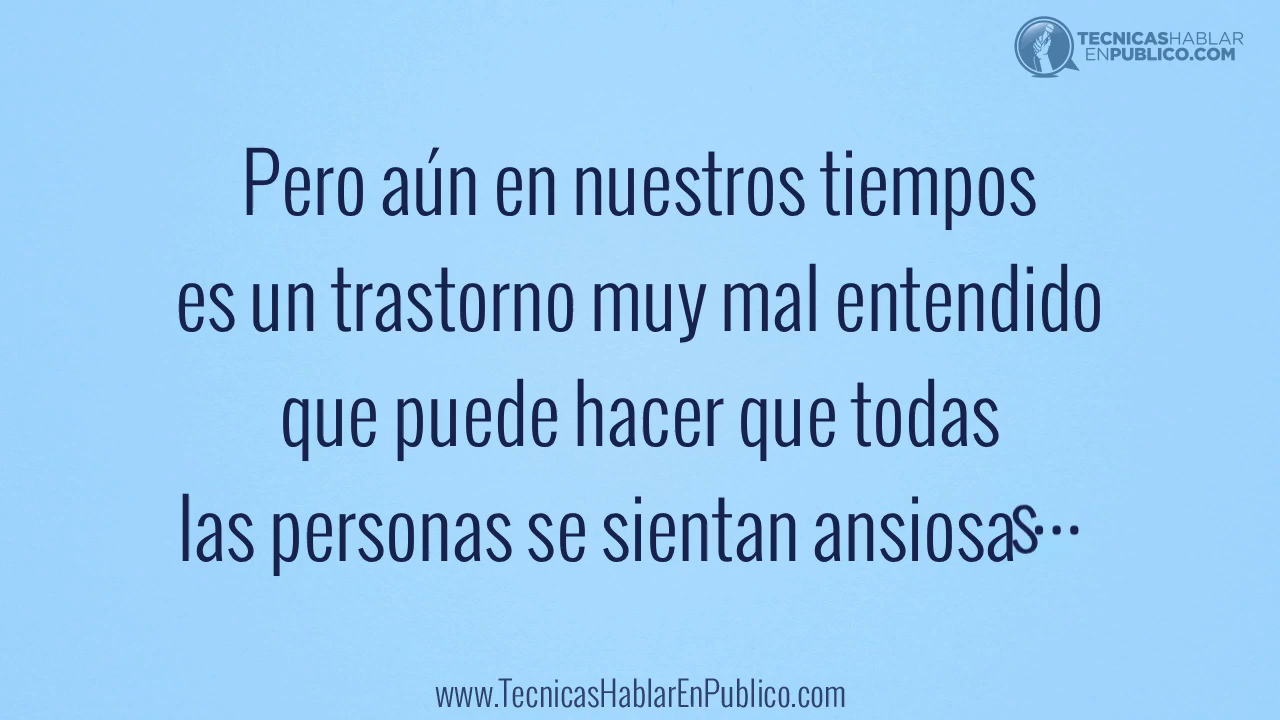 TECNICASHABLAR
ENPUBLICO.COM
Pero aún en nuestros tiempos
es un trastorno muy mal entendido
que puede hacer que todas
las personas se sientan ansiosas...
www.TecnicasHablarEnPublico.com